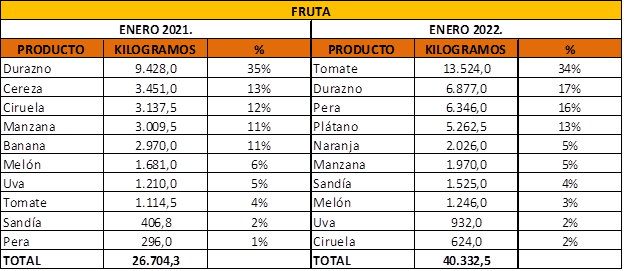 FRUTA
ENERO 2021. ENERO 2022.
PRODUCTO KILOGRAMOS % PRODUCTO KILOGRAMOS %
Durazno 9.428,0 35% Tomate 13.524,0 34%
Cereza 3.451,0 13% Durazno 6.877,0 17%
Ciruela 3.137,5 12% Pera 6.346,0 16%
Manzana 3.009,5 11% Plátano 5.262,5 13%
Banana 2.970,0 11% Naranja 2.026,0 5%
Melón 1.681,0 6% Manzana 1.970,0 5%
Uva 1.210,0 5% Sandía 1.525,0 4%
Tomate 1.114,5 4% Melón 1.246,0 3%
Sandía 406,8 2% Uva 932,0 2%
Pera 296,0 1% Ciruela 624,0 2%
TOTAL 26.704,3 TOTAL 40.332,5